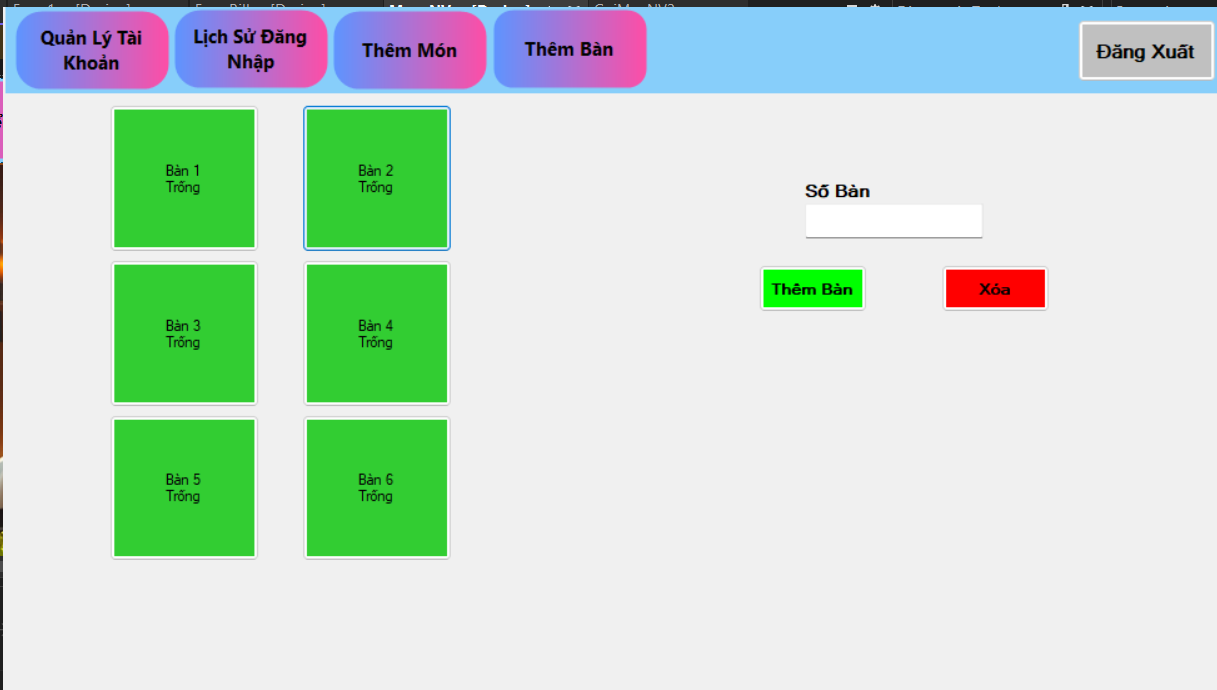 Quản Lý Tài
Khoản
Lịch Sử Đăng
Nhập
Thêm Món
Thêm Bàn
Đăng Xuất
Bàn 1
Trống
Bàn 2
Trống
Số Bàn
Thêm Bàn
Xóa
Bàn 3
Trống
Bàn 4
Trống
Bàn 5
Trống
Bàn 6
Trống